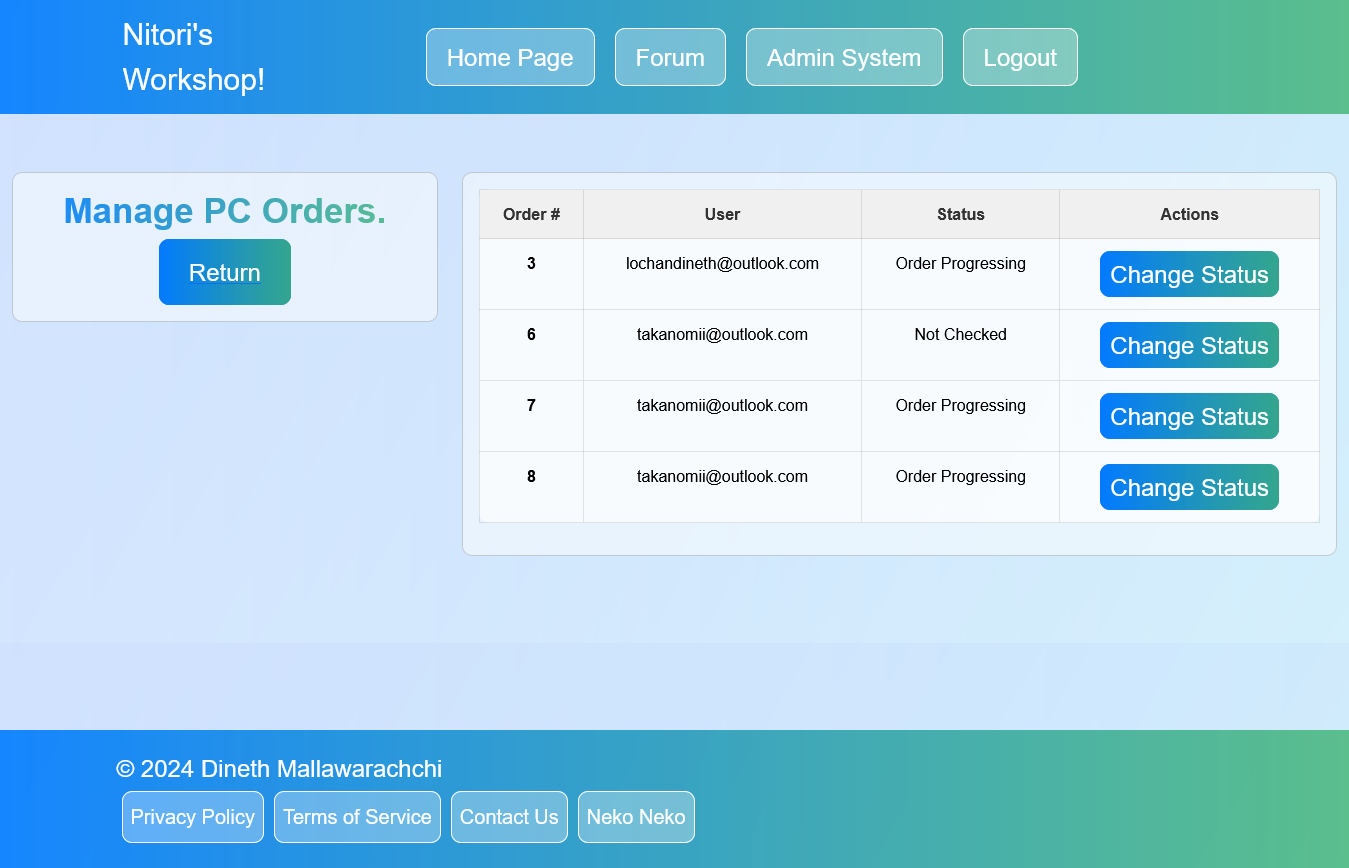 Nitori's
Workshop!
Home Page Forum Admin System Logout
Manage PC Orders.
Return
Order # User Status Actions
3 lochandineth@outlook.com Order Progressing Change Status
6 takanomii@outlook.com Not Checked Change Status
7 takanomii@outlook.com Order Progressing Change Status
8 takanomii@outlook.com Order Progressing Change Status
© 2024 Dineth Mallawarachchi
Privacy Policy Terms of Service Contact Us Neko Neko